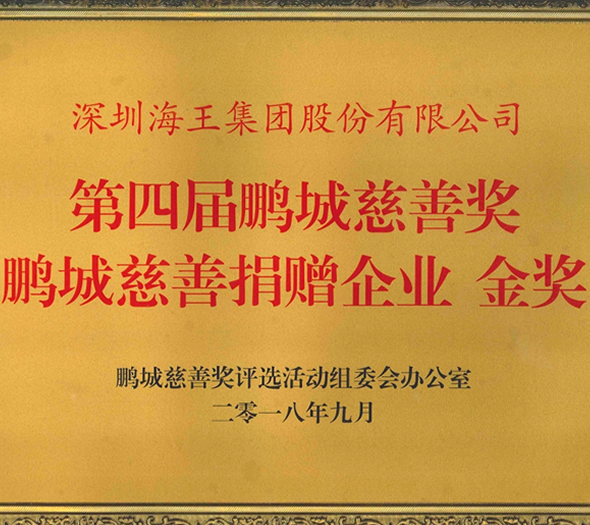 深圳海王集团股份有限公司
第四届鹏城慈善奖
鹏城慈善捐赠企业 金奖
鹏城慈善奖评选活动组委会办公室
二零一八年九月